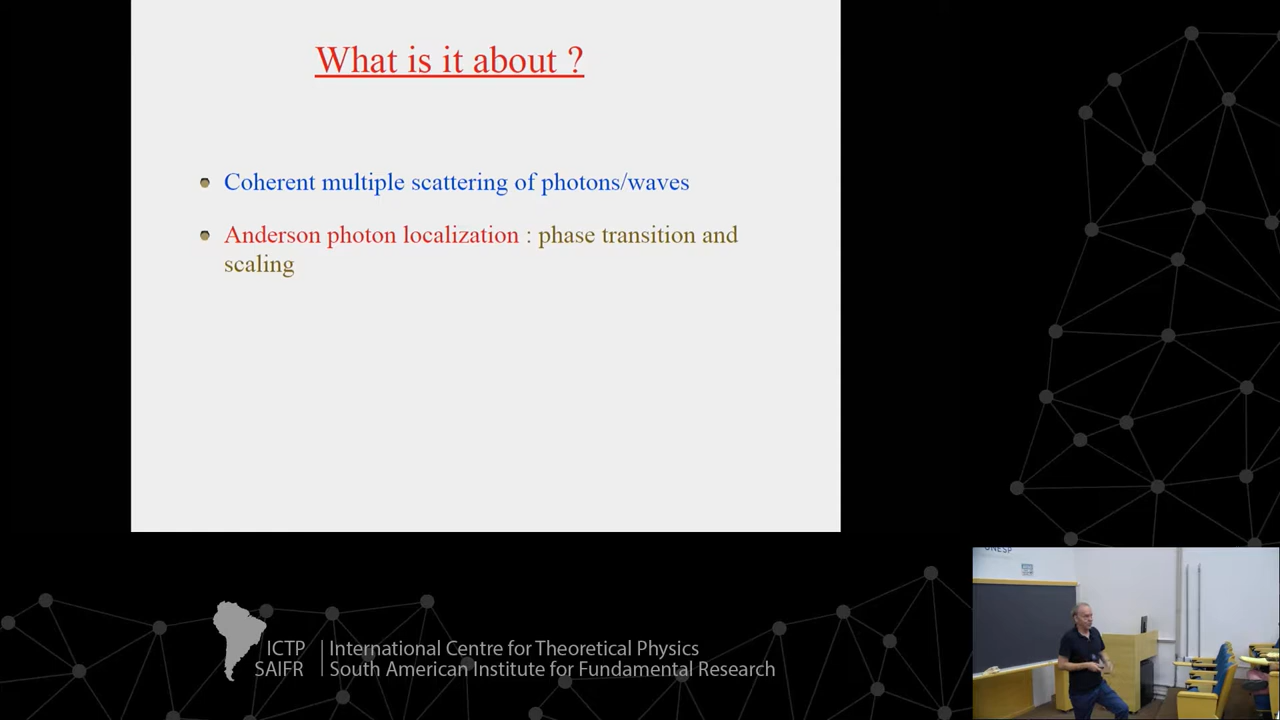 What is it about ?
Coherent multiple scattering of photons/waves
Anderson photon localization : phase transition and
scaling
UNESP
ICTP
SAIFR
International Centre for Theoretical Physics
South American Institute for Fundamental Research